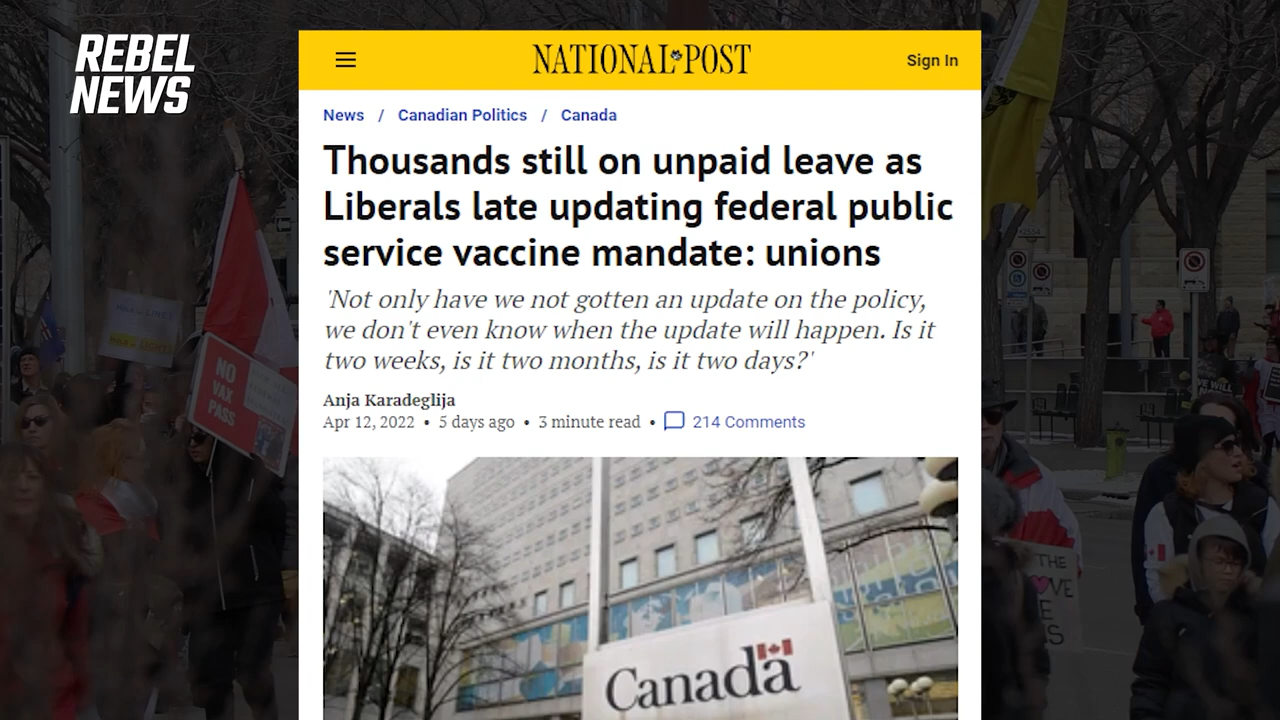 REBEL
NEWS
NATIONAL POST
Sign In
News / Canadian Politics / Canada
Thousands still on unpaid leave as
Liberals late updating federal public
service vaccine mandate: unions
'Not only have we not gotten an update on the policy,
we don't even know when the update will happen. Is it
two weeks, is it two months, is it two days?'
Anja Karadeglija
Apr 12, 2022 • 5 days ago • 3 minute read • 214 Comments
NO
VAX
PASS
Canada
THE